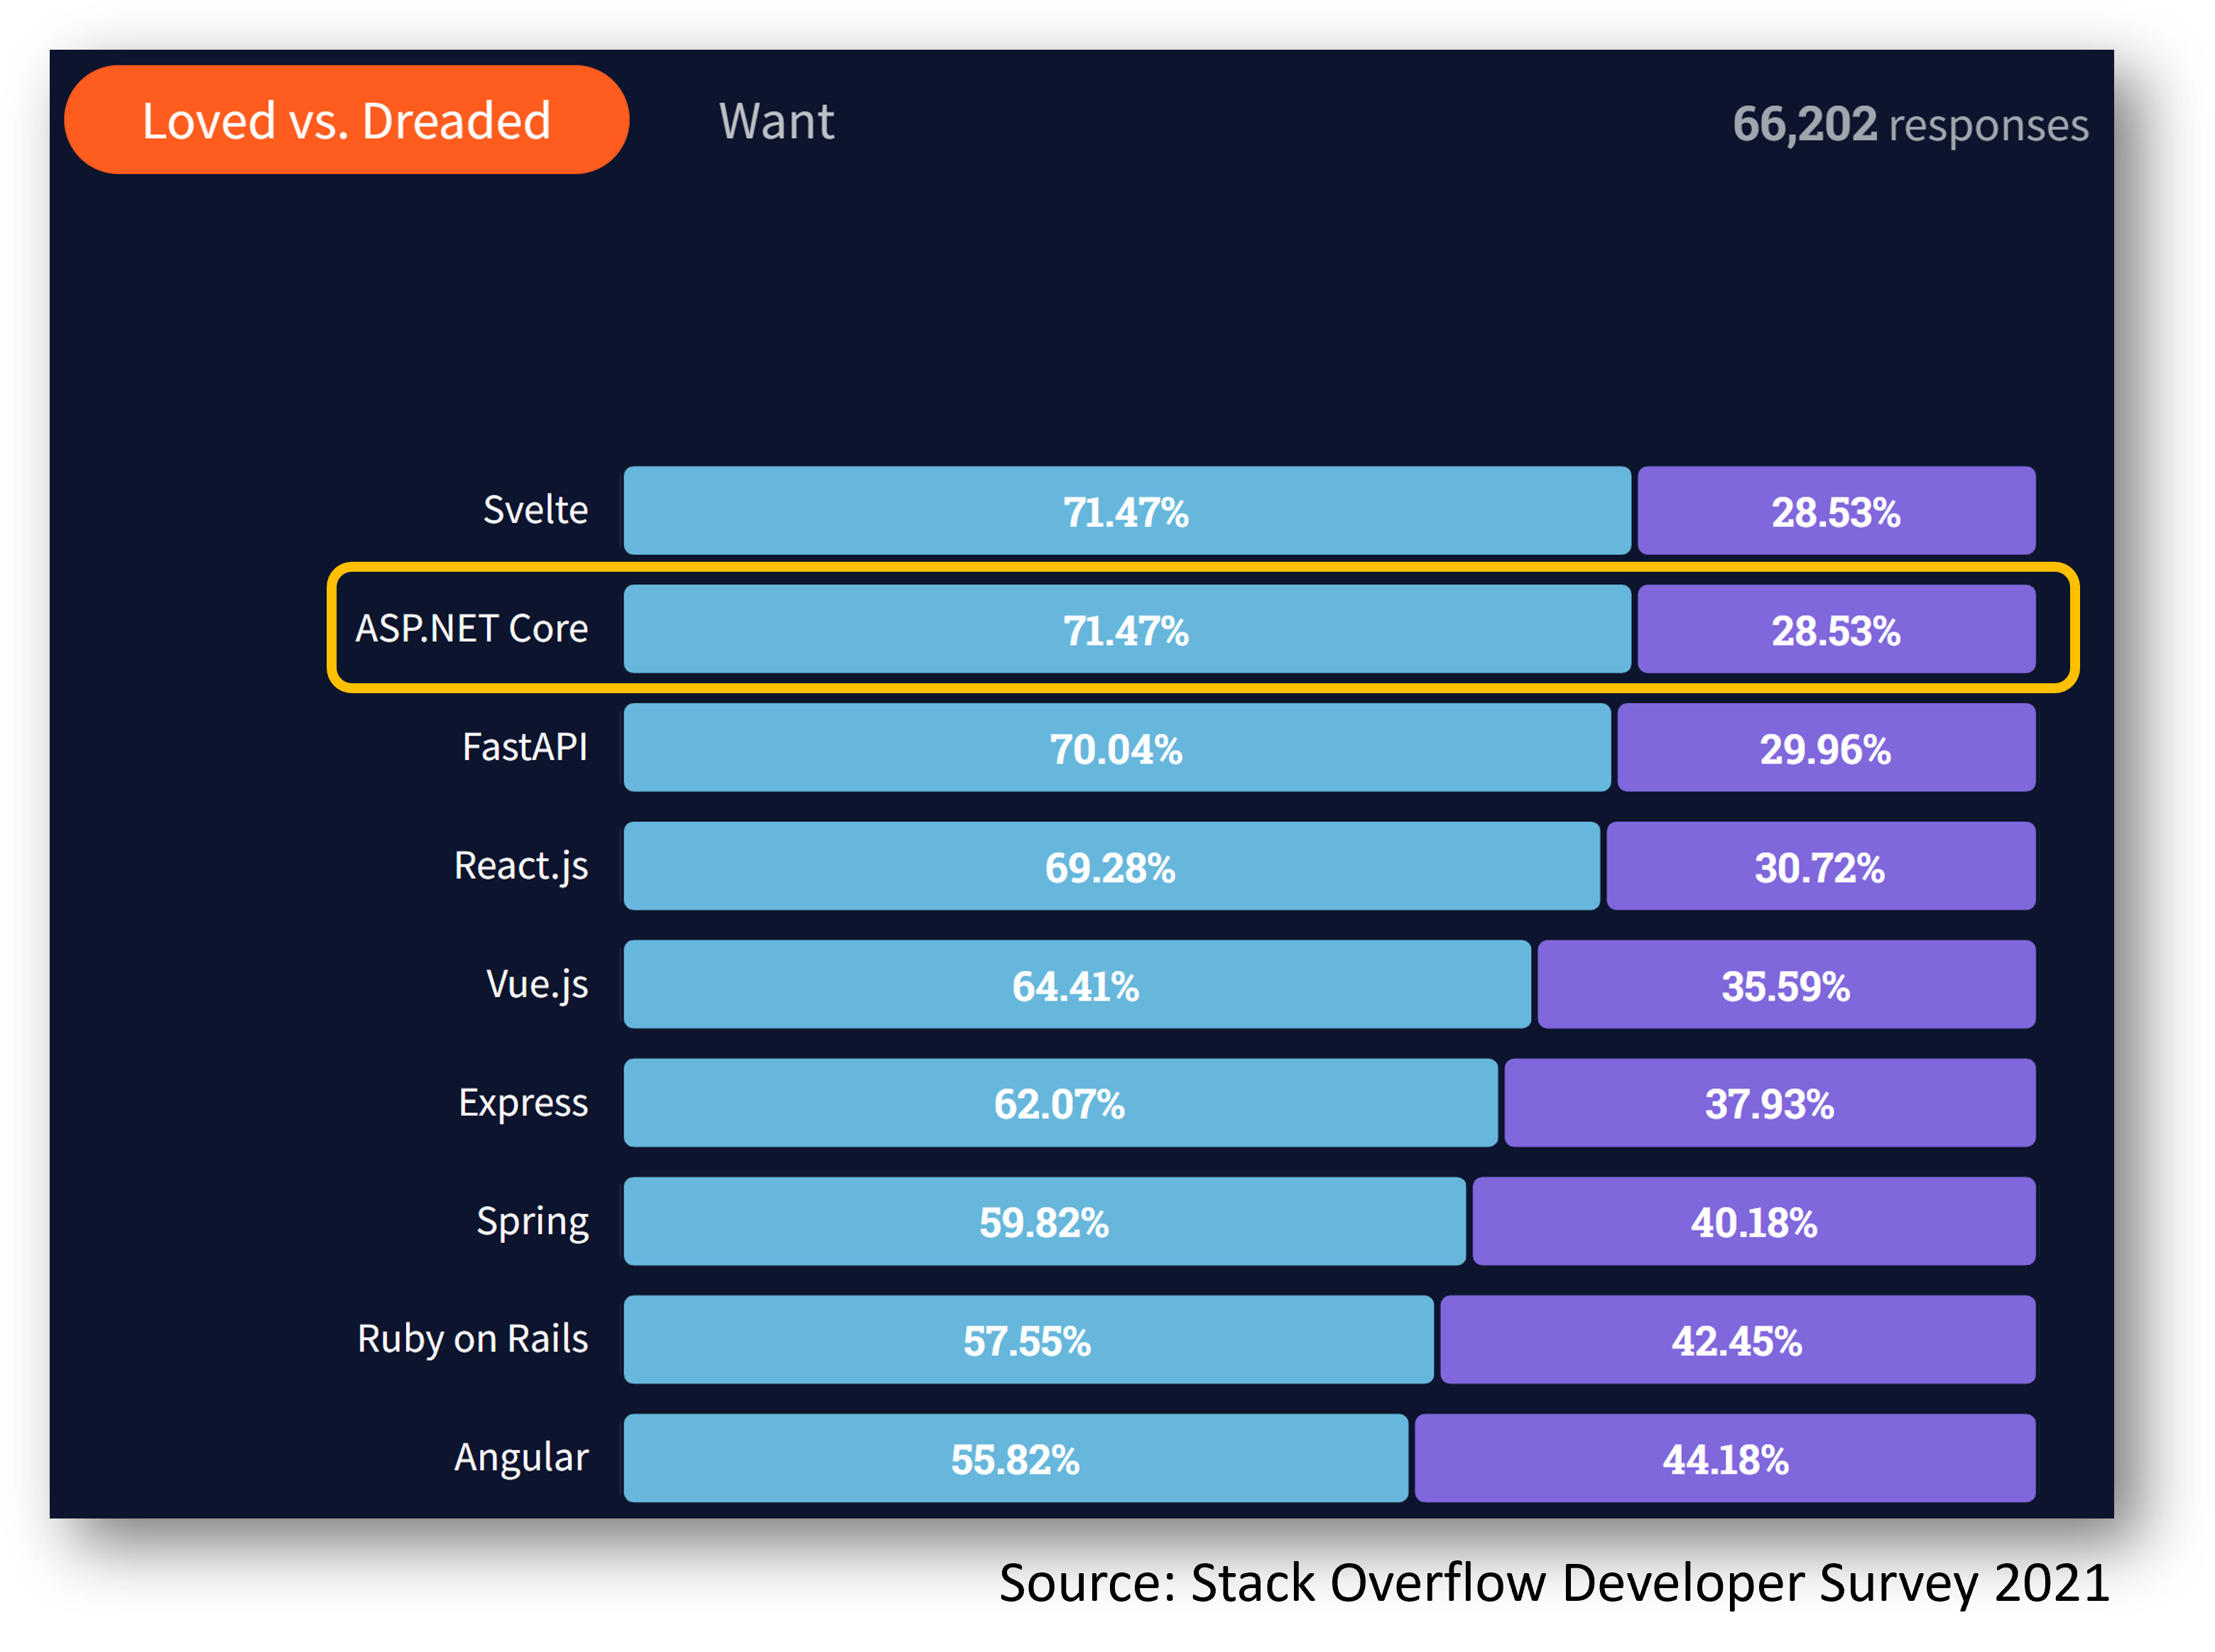 Loved vs. Dreaded Want 66,202 responses
Svelte 71.47% 28.53%
ASP.NET Core 71.47% 28.53%
FastAPI 70.04% 29.96%
React.js 69.28% 30.72%
Vue.js 64.41% 35.59%
Express 62.07% 37.93%
Spring 59.82% 40.18%
Ruby on Rails 57.55% 42.45%
Angular 55.82% 44.18%
Source: Stack Overflow Developer Survey 2021